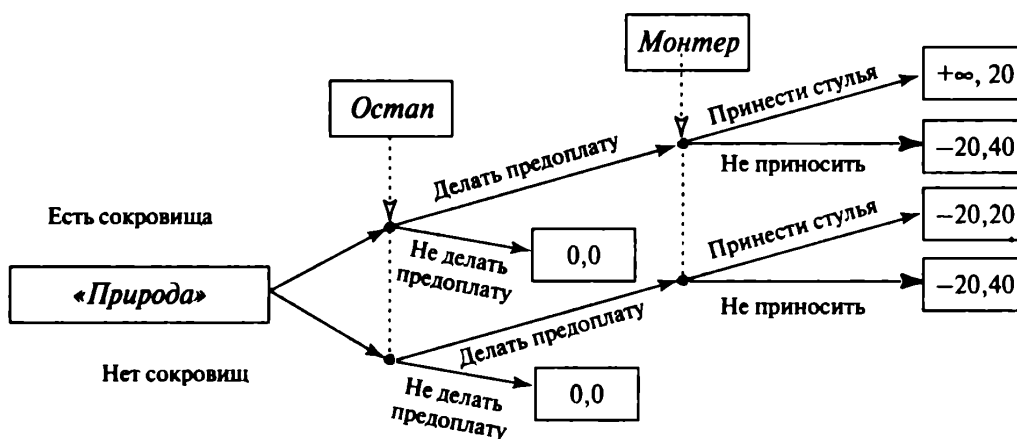 Монтер
Остап
Принести стулья
+∞, 20
Делать предоплату
Не приносить
−20,40
Есть сокровища
Не делать
предоплату
0,0
Принести стулья
−20,20
«Природа»
Делать предоплату
Не приносить
−20,40
Нет сокровищ
Не делать
предоплату
0,0